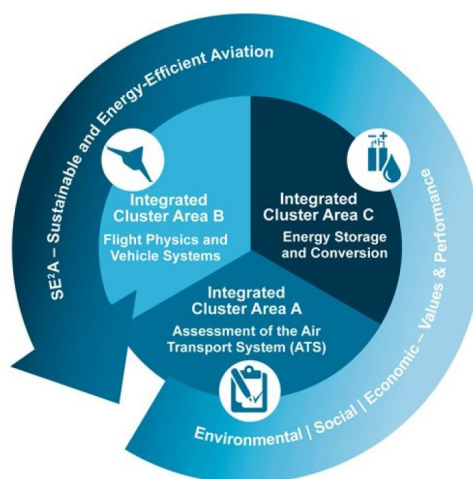 SE²A – Sustainable and Energy-Efficient Aviation
Integrated
Cluster Area B
Flight Physics and
Vehicle Systems
Integrated
Cluster Area C
Energy Storage
and Conversion
Integrated
Cluster Area A
Assessment of the Air
Transport System (ATS)
Environmental | Social | Economic – Values & Performance